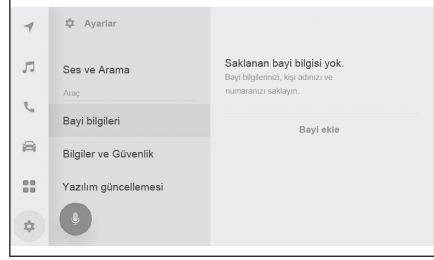 Ayarlar
Ses ve Arama
Araç
Bayi bilgileri
Bilgiler ve Güvenlik
Yazılım güncellemesi
Saklanan bayi bilgisi yok.
Bayi bilgilerinizi, kişi adınızı ve
numaranızı saklayın.
Bayi ekle